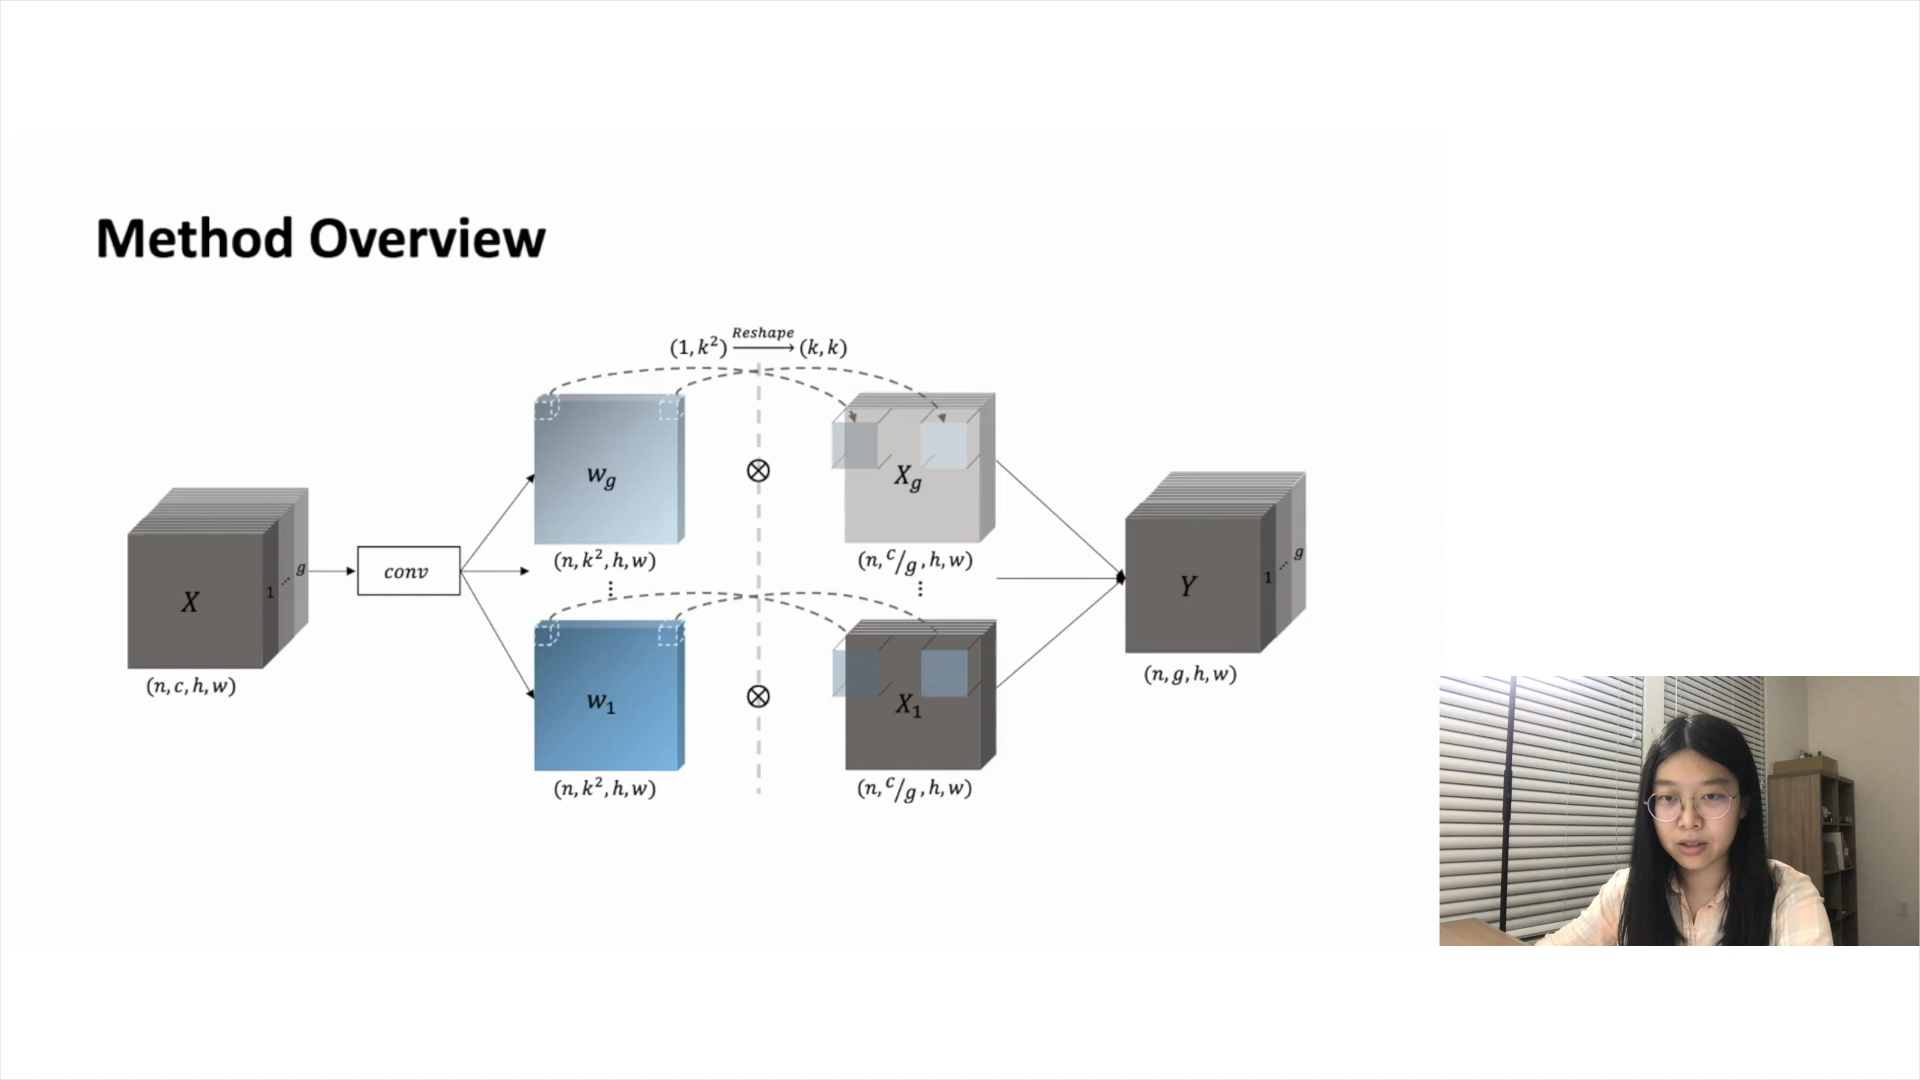 Method Overview
(1, k²) Reshape (k, k)
w_g
X_g
(n, k², h, w)
(n, c/g, h, w)
X
1 ... g
conv
Y
1 ... g
⋮
⋮
(n, c, h, w)
(n, g, h, w)
w_1
X_1
(n, k², h, w)
(n, c/g, h, w)